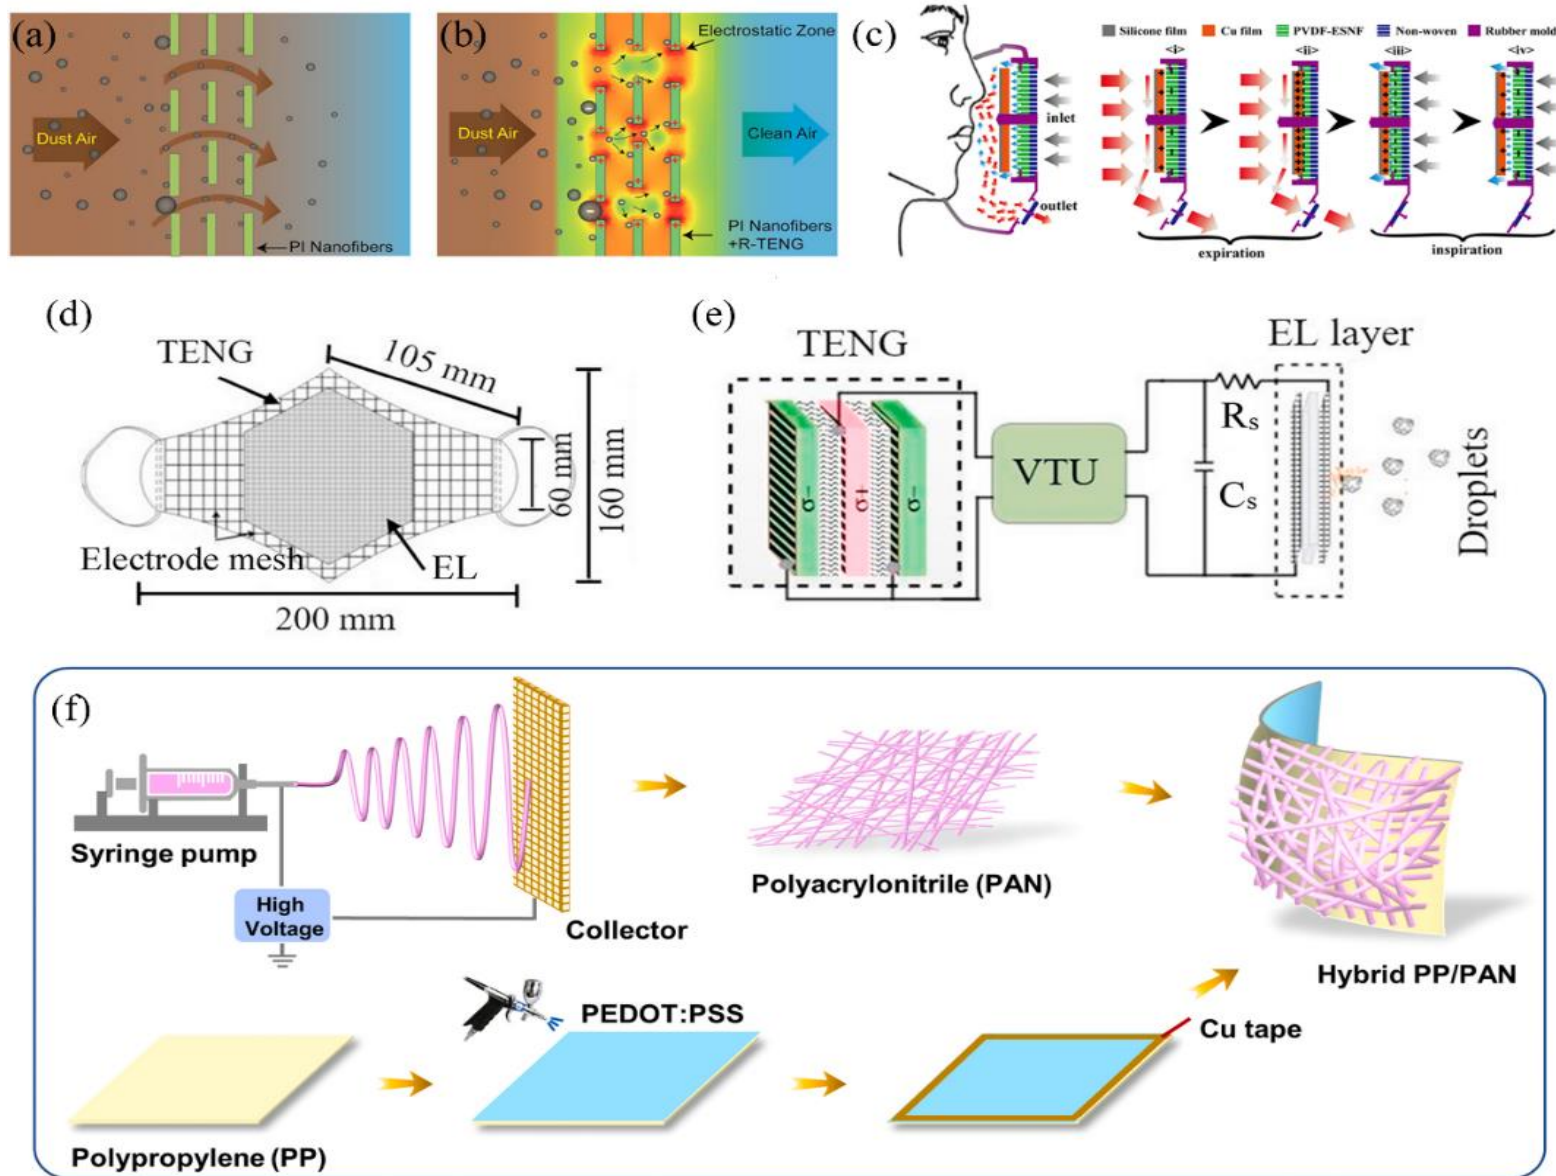 (a)
Dust Air
PI Nanofibers
(b)
Electrostatic Zone
Dust Air
Clean Air
PI Nanofibers
+R-TENG
(c)
Silicone film Cu film PVDF-ESNF Non-woven Rubber mold
<i> <ii> <iii> <iv>
inlet
outlet
expiration
inspiration
(d)
TENG
105 mm
60 mm
160 mm
Electrode mesh
EL
200 mm
(e)
TENG
EL layer
σ− σ+ σ−
VTU
Rs
Cs
Droplets
(f)
Syringe pump
High
Voltage
Collector
Polyacrylonitrile (PAN)
Hybrid PP/PAN
PEDOT:PSS
Cu tape
Polypropylene (PP)